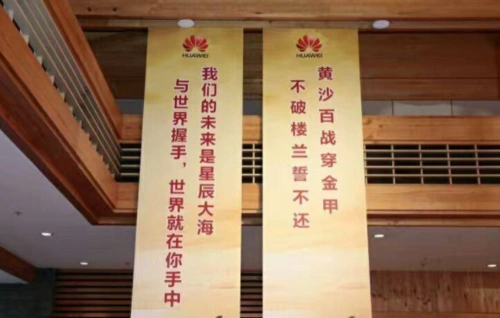 HUAWEI
我们的未来是星辰大海
与世界握手，世界就在你手中
HUAWEI
黄沙百战穿金甲
不破楼兰誓不还